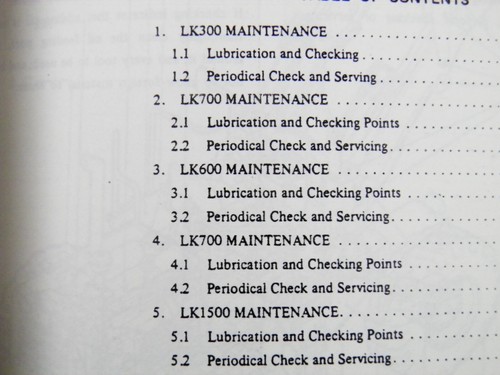 TABLE OF CONTENTS
1. LK300 MAINTENANCE ...............
1.1 Lubrication and Checking ...........
1.2 Periodical Check and Serving .........
2. LK700 MAINTENANCE ...............
2.1 Lubrication and Checking Points .......
2.2 Periodical Check and Servicing .........
3. LK600 MAINTENANCE ...............
3.1 Lubrication and Checking Points .......
3.2 Periodical Check and Servicing .........
4. LK700 MAINTENANCE ...............
4.1 Lubrication and Checking Points .......
4.2 Periodical Check and Servicing .........
5. LK1500 MAINTENANCE ...............
5.1 Lubrication and Checking Points .......
5.2 Periodical Check and Servicing .........